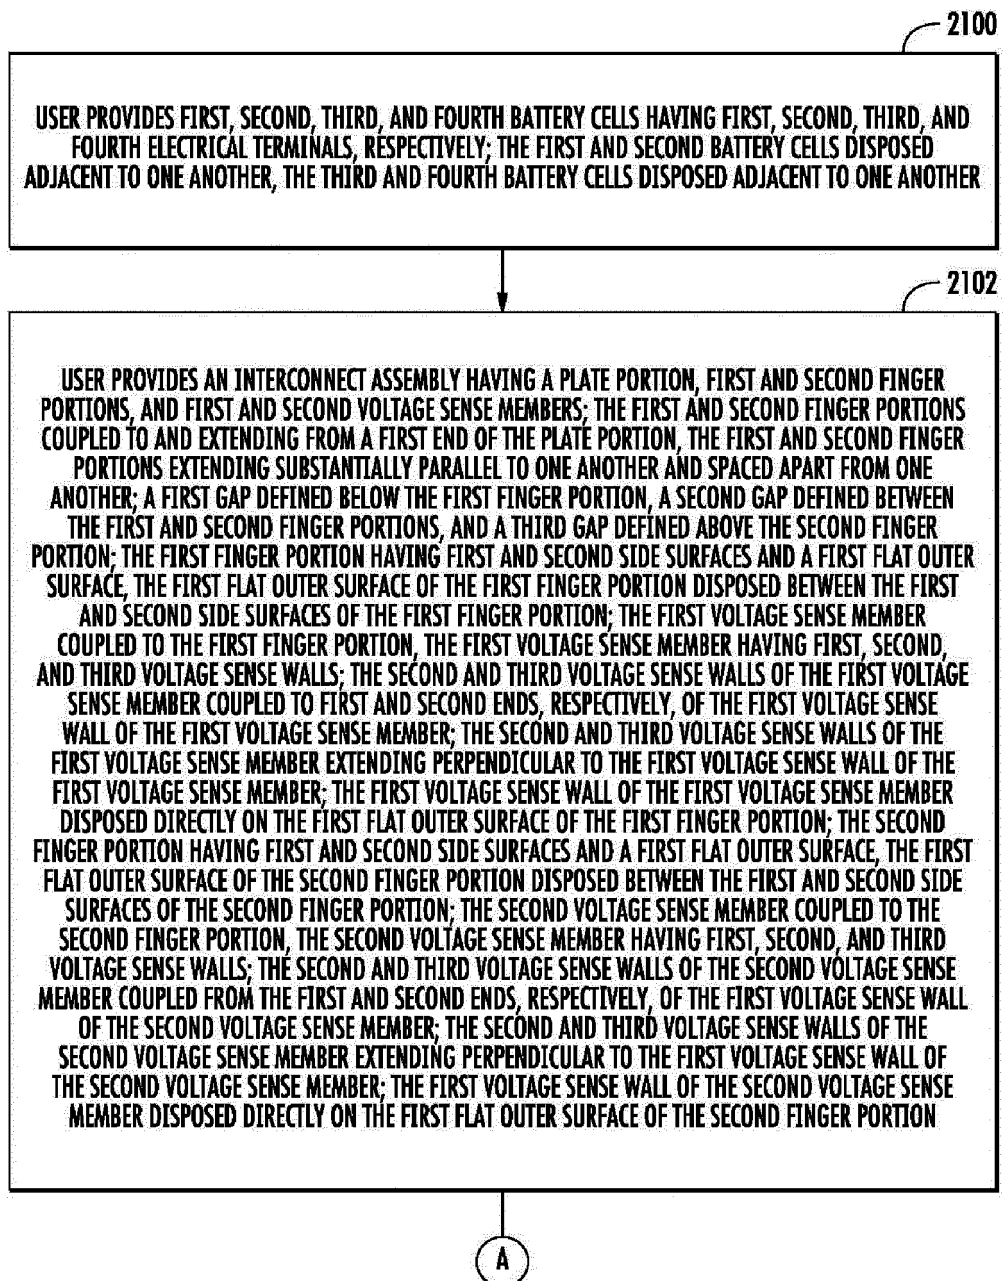 2100
USER PROVIDES FIRST, SECOND, THIRD, AND FOURTH BATTERY CELLS HAVING FIRST, SECOND, THIRD, AND
FOURTH ELECTRICAL TERMINALS, RESPECTIVELY; THE FIRST AND SECOND BATTERY CELLS DISPOSED
ADJACENT TO ONE ANOTHER, THE THIRD AND FOURTH BATTERY CELLS DISPOSED ADJACENT TO ONE ANOTHER
2102
USER PROVIDES AN INTERCONNECT ASSEMBLY HAVING A PLATE PORTION, FIRST AND SECOND FINGER
PORTIONS, AND FIRST AND SECOND VOLTAGE SENSE MEMBERS; THE FIRST AND SECOND FINGER PORTIONS
COUPLED TO AND EXTENDING FROM A FIRST END OF THE PLATE PORTION, THE FIRST AND SECOND FINGER
PORTIONS EXTENDING SUBSTANTIALLY PARALLEL TO ONE ANOTHER AND SPACED APART FROM ONE
ANOTHER; A FIRST GAP DEFINED BELOW THE FIRST FINGER PORTION, A SECOND GAP DEFINED BETWEEN
THE FIRST AND SECOND FINGER PORTIONS, AND A THIRD GAP DEFINED ABOVE THE SECOND FINGER
PORTION; THE FIRST FINGER PORTION HAVING FIRST AND SECOND SIDE SURFACES AND A FIRST FLAT OUTER
SURFACE, THE FIRST FLAT OUTER SURFACE OF THE FIRST FINGER PORTION DISPOSED BETWEEN THE FIRST
AND SECOND SIDE SURFACES OF THE FIRST FINGER PORTION; THE FIRST VOLTAGE SENSE MEMBER
COUPLED TO THE FIRST FINGER PORTION, THE FIRST VOLTAGE SENSE MEMBER HAVING FIRST, SECOND,
AND THIRD VOLTAGE SENSE WALLS; THE SECOND AND THIRD VOLTAGE SENSE WALLS OF THE FIRST VOLTAGE
SENSE MEMBER COUPLED TO FIRST AND SECOND ENDS, RESPECTIVELY, OF THE FIRST VOLTAGE SENSE
WALL OF THE FIRST VOLTAGE SENSE MEMBER; THE SECOND AND THIRD VOLTAGE SENSE WALLS OF THE
FIRST VOLTAGE SENSE MEMBER EXTENDING PERPENDICULAR TO THE FIRST VOLTAGE SENSE WALL OF THE
FIRST VOLTAGE SENSE MEMBER; THE FIRST VOLTAGE SENSE WALL OF THE FIRST VOLTAGE SENSE MEMBER
DISPOSED DIRECTLY ON THE FIRST FLAT OUTER SURFACE OF THE FIRST FINGER PORTION; THE SECOND
FINGER PORTION HAVING FIRST AND SECOND SIDE SURFACES AND A FIRST FLAT OUTER SURFACE, THE FIRST
FLAT OUTER SURFACE OF THE SECOND FINGER PORTION DISPOSED BETWEEN THE FIRST AND SECOND SIDE
SURFACES OF THE SECOND FINGER PORTION; THE SECOND VOLTAGE SENSE MEMBER COUPLED TO THE
SECOND FINGER PORTION, THE SECOND VOLTAGE SENSE MEMBER HAVING FIRST, SECOND, AND THIRD
VOLTAGE SENSE WALLS; THE SECOND AND THIRD VOLTAGE SENSE WALLS OF THE SECOND VOLTAGE SENSE
MEMBER COUPLED FROM THE FIRST AND SECOND ENDS, RESPECTIVELY, OF THE FIRST VOLTAGE SENSE WALL
OF THE SECOND VOLTAGE SENSE MEMBER; THE SECOND AND THIRD VOLTAGE SENSE WALLS OF THE
SECOND VOLTAGE SENSE MEMBER EXTENDING PERPENDICULAR TO THE FIRST VOLTAGE SENSE WALL OF
THE SECOND VOLTAGE SENSE MEMBER; THE FIRST VOLTAGE SENSE WALL OF THE SECOND VOLTAGE SENSE
MEMBER DISPOSED DIRECTLY ON THE FIRST FLAT OUTER SURFACE OF THE SECOND FINGER PORTION
A